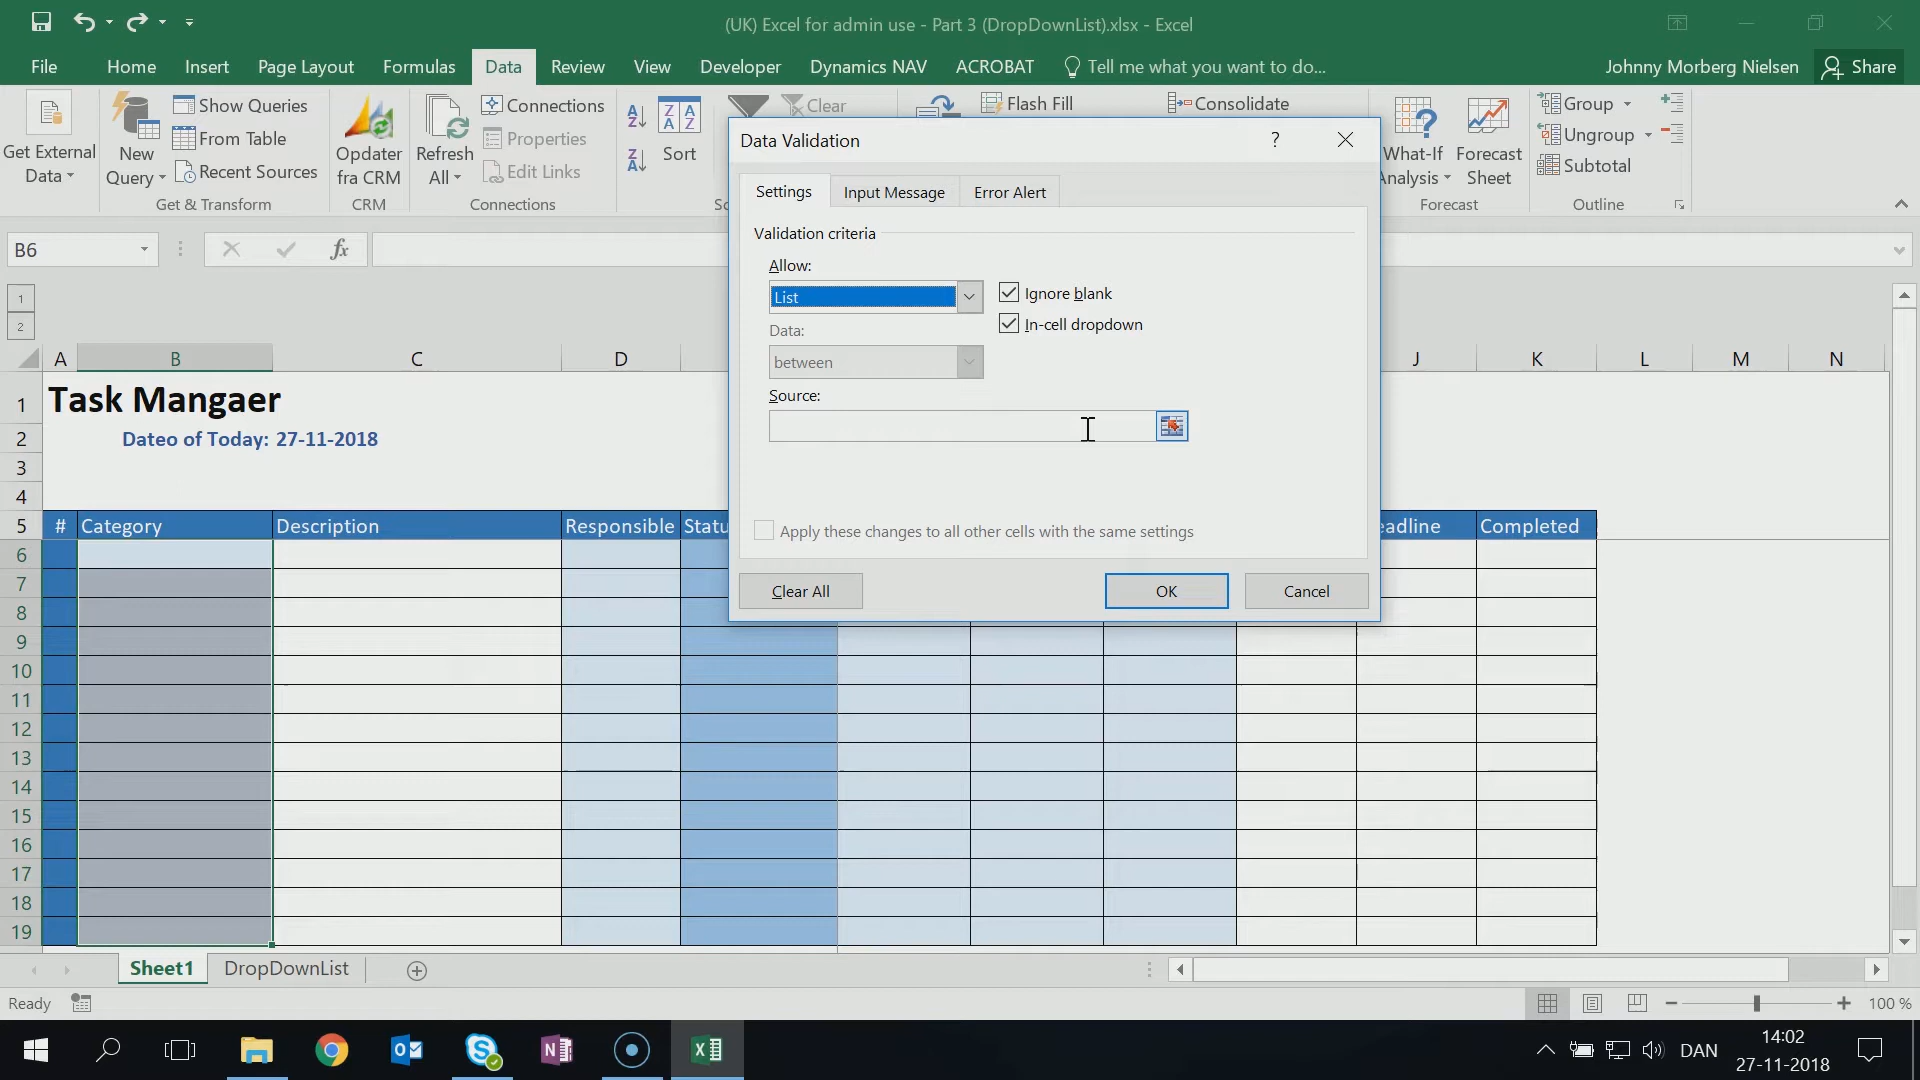 (UK) Excel for admin use - Part 3 (DropDownList).xlsx - Excel
File Home Insert Page Layout Formulas Data Review View Developer Dynamics NAV ACROBAT Tell me what you want to do... Johnny Morberg Nielsen Share
Get External Data
New Query
Show Queries
From Table
Recent Sources
Get & Transform
Updater fra CRM
CRM
Refresh All
Connections
Properties
Edit Links
Connections
Sort
Clear
Flash Fill
Consolidate
What-If Analysis
Forecast Sheet
Forecast
Group
Ungroup
Subtotal
Outline
B6
fx
Data Validation ?
Settings Input Message Error Alert
Validation criteria
Allow:
List
Ignore blank
Data:
In-cell dropdown
between
Source:
Apply these changes to all other cells with the same settings
Clear All OK Cancel
1
2
A B C D J K L M N
1 Task Mangaer
2 Dateo of Today: 27-11-2018
3
4
5 # Category Description Responsible Statu eadline Completed
6
7
8
9
10
11
12
13
14
15
16
17
18
19
Sheet1 DropDownList
Ready 100 %
DAN
14:02
27-11-2018